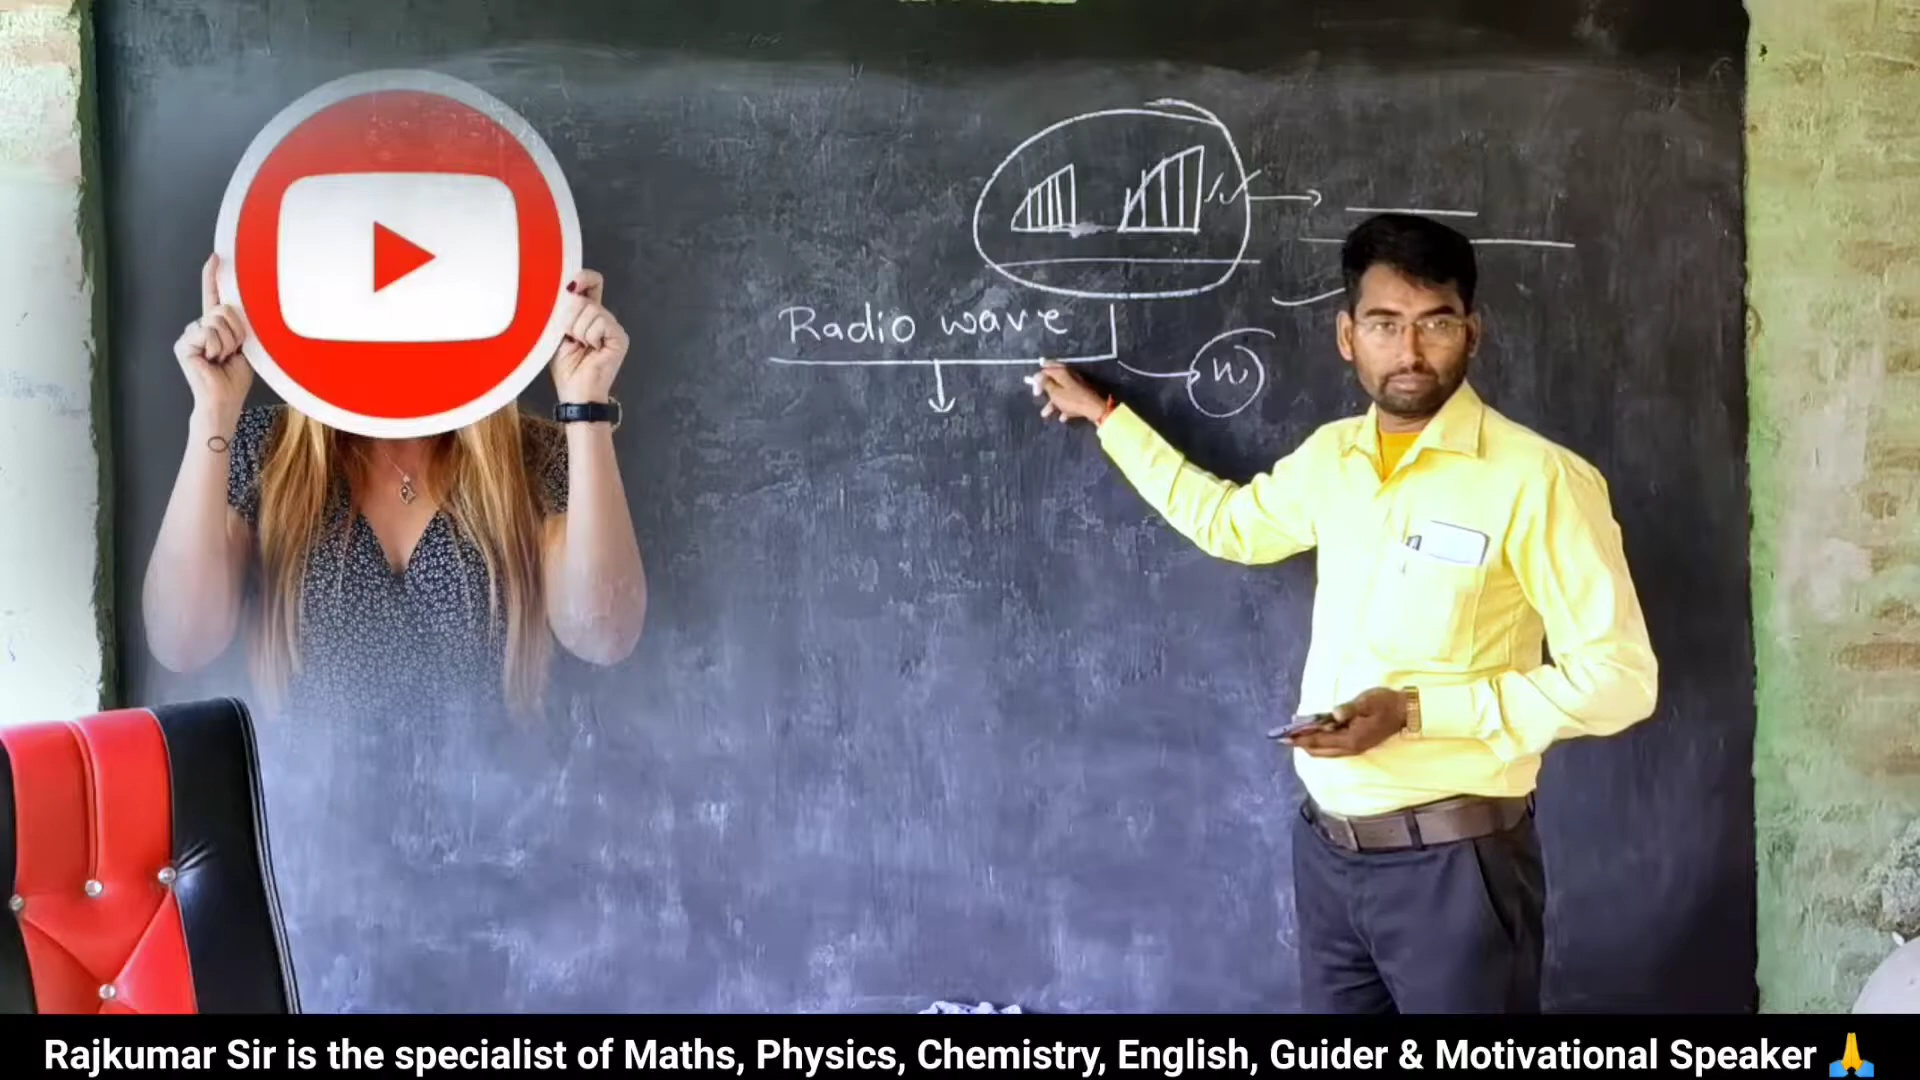 Radio wave
Rajkumar Sir is the specialist of Maths, Physics, Chemistry, English, Guider & Motivational Speaker 🙏